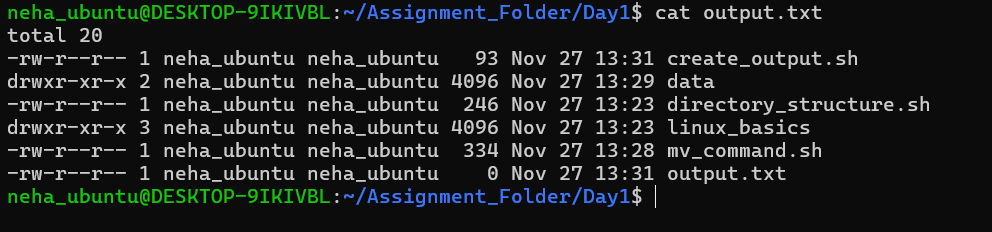 neha_ubuntu@DESKTOP-9IKIVBL:~/Assignment_Folder/Day1$ cat output.txt
total 20
-rw-r--r-- 1 neha_ubuntu neha_ubuntu   93 Nov 27 13:31 create_output.sh
drwxr-xr-x 2 neha_ubuntu neha_ubuntu 4096 Nov 27 13:29 data
-rw-r--r-- 1 neha_ubuntu neha_ubuntu  246 Nov 27 13:23 directory_structure.sh
drwxr-xr-x 3 neha_ubuntu neha_ubuntu 4096 Nov 27 13:23 linux_basics
-rw-r--r-- 1 neha_ubuntu neha_ubuntu  334 Nov 27 13:28 mv_command.sh
-rw-r--r-- 1 neha_ubuntu neha_ubuntu    0 Nov 27 13:31 output.txt
neha_ubuntu@DESKTOP-9IKIVBL:~/Assignment_Folder/Day1$